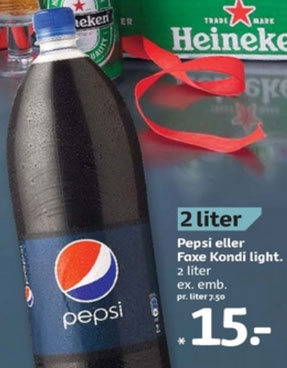 eineken
TRADE MARK
Heineke
2 liter
Pepsi eller
Faxe Kondi light.
2 liter
ex. emb.
pr. liter 7.50
*15.-
pepsi